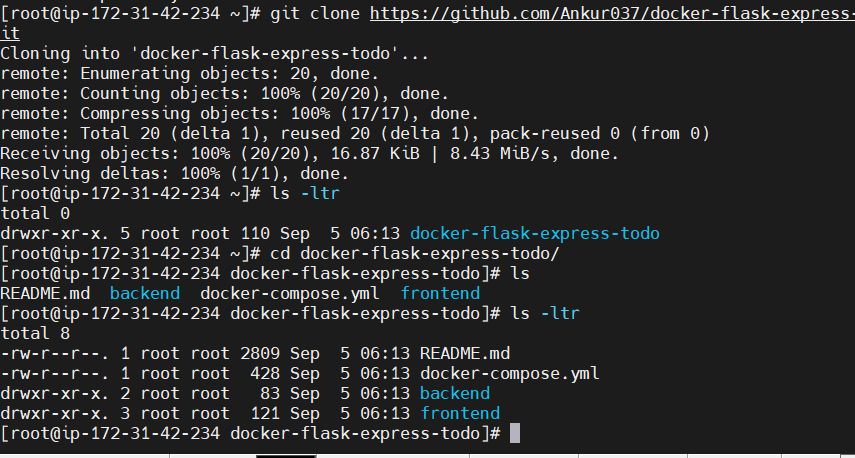 [root@ip-172-31-42-234 ~]# git clone https://github.com/Ankur037/docker-flask-express-
it
Cloning into 'docker-flask-express-todo'...
remote: Enumerating objects: 20, done.
remote: Counting objects: 100% (20/20), done.
remote: Compressing objects: 100% (17/17), done.
remote: Total 20 (delta 1), reused 20 (delta 1), pack-reused 0 (from 0)
Receiving objects: 100% (20/20), 16.87 KiB | 8.43 MiB/s, done.
Resolving deltas: 100% (1/1), done.
[root@ip-172-31-42-234 ~]# ls -ltr
total 0
drwxr-xr-x. 5 root root 110 Sep  5 06:13 docker-flask-express-todo
[root@ip-172-31-42-234 ~]# cd docker-flask-express-todo/
[root@ip-172-31-42-234 docker-flask-express-todo]# ls
README.md  backend  docker-compose.yml  frontend
[root@ip-172-31-42-234 docker-flask-express-todo]# ls -ltr
total 8
-rw-r--r--. 1 root root 2809 Sep  5 06:13 README.md
-rw-r--r--. 1 root root  428 Sep  5 06:13 docker-compose.yml
drwxr-xr-x. 2 root root   83 Sep  5 06:13 backend
drwxr-xr-x. 3 root root  121 Sep  5 06:13 frontend
[root@ip-172-31-42-234 docker-flask-express-todo]#